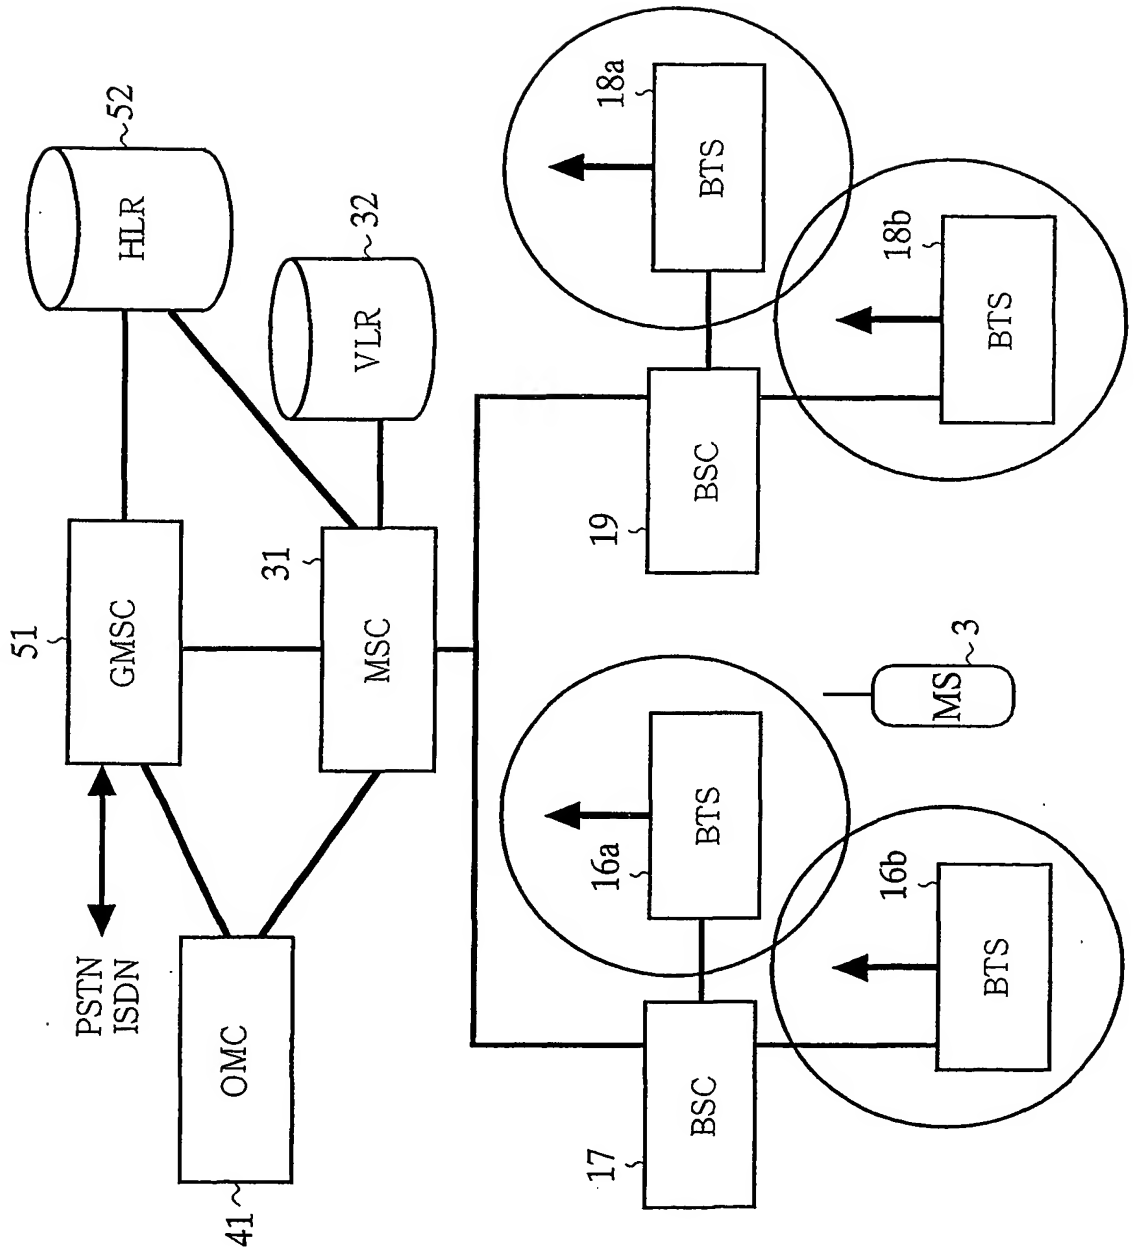 51
PSTN
ISDN
GMSC
HLR
52
41
OMC
31
MSC
VLR
32
17
16a
19
18a
BSC
BTS
BSC
BTS
16b
18b
MS
3
BTS
BTS